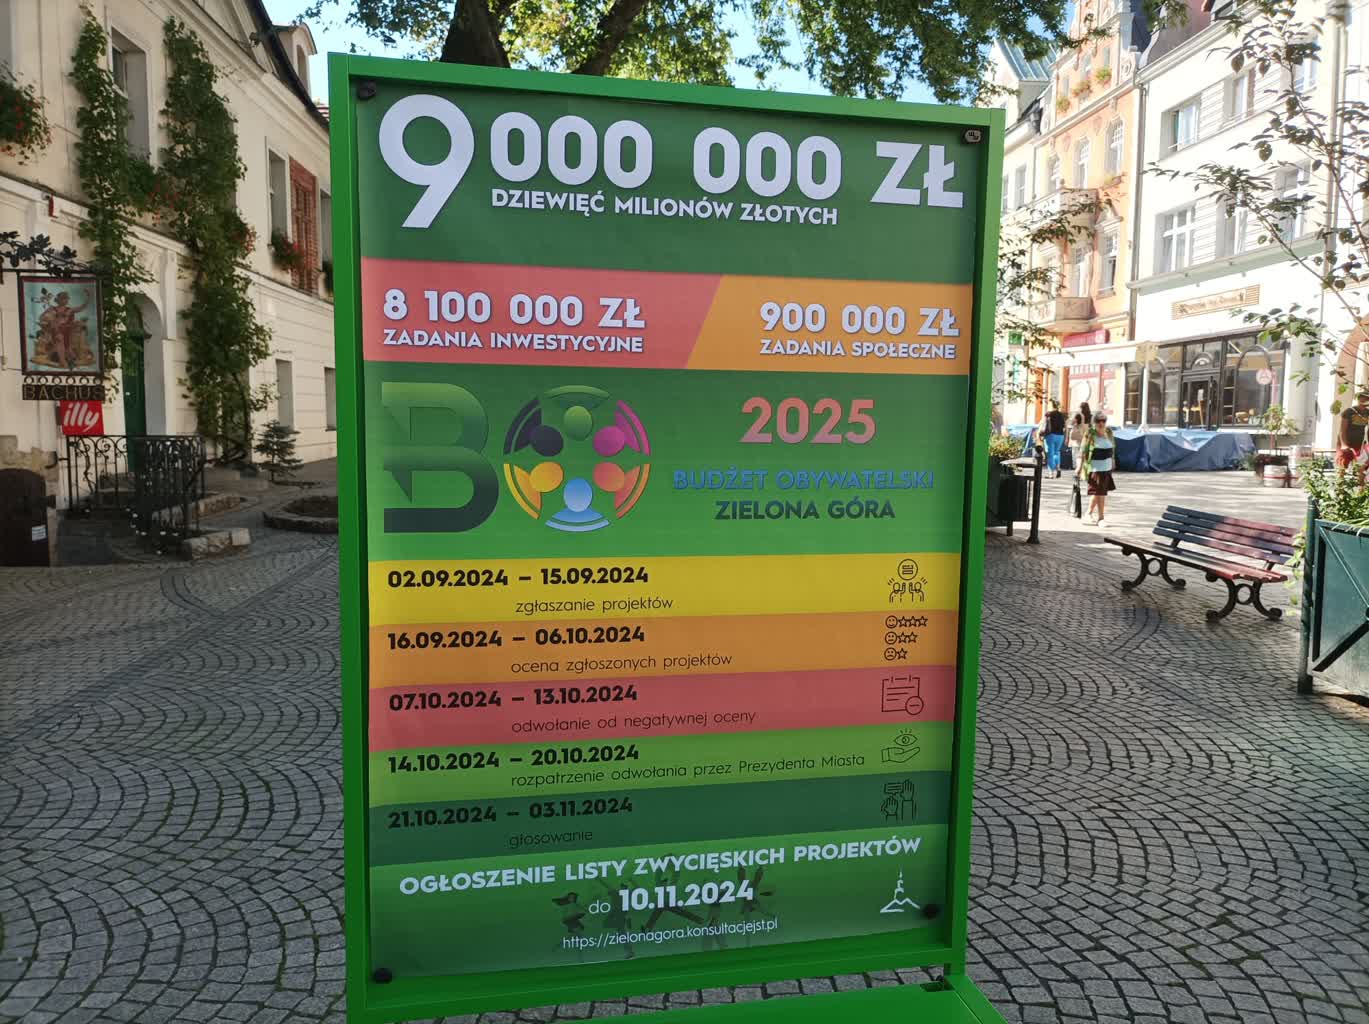 9 000 000 ZŁ
DZIEWIĘĆ MILIONÓW ZŁOTYCH
8 100 000 ZŁ
ZADANIA INWESTYCYJNE
900 000 ZŁ
ZADANIA SPOŁECZNE
BO
2025
BUDŻET OBYWATELSKI
ZIELONA GÓRA
02.09.2024 – 15.09.2024
zgłaszanie projektów
16.09.2024 – 06.10.2024
ocena zgłoszonych projektów
07.10.2024 – 13.10.2024
odwołanie od negatywnej oceny
14.10.2024 – 20.10.2024
rozpatrzenie odwołania przez Prezydenta Miasta
21.10.2024 – 03.11.2024
głosowanie
OGŁOSZENIE LISTY ZWYCIĘSKICH PROJEKTÓW
do 10.11.2024
https://zielonagora.konsultacjejst.pl
BACHUS
illy